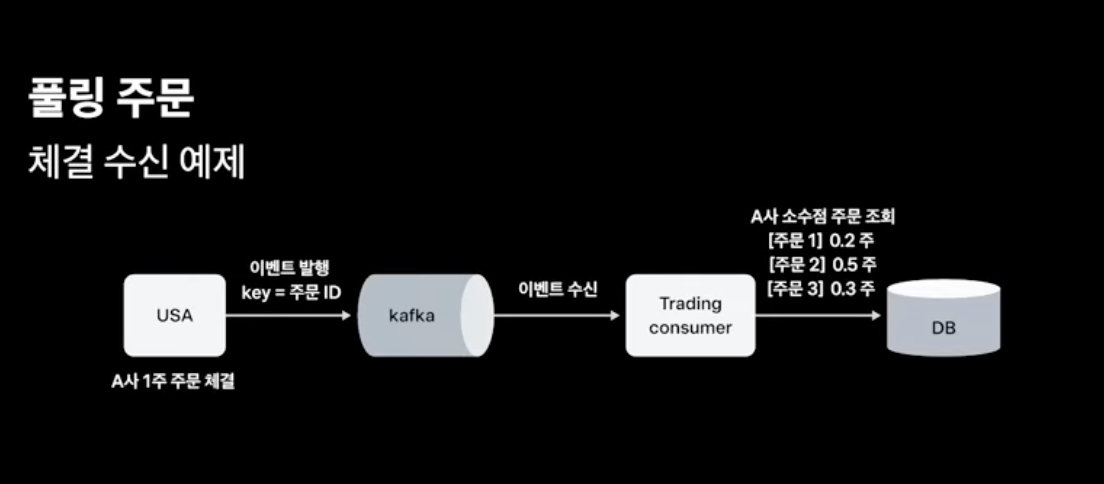 풀링 주문
체결 수신 예제
A사 소수점 주문 조회
[주문 1] 0.2 주
[주문 2] 0.5 주
[주문 3] 0.3 주
이벤트 발행
key = 주문 ID
이벤트 수신
USA
kafka
Trading
consumer
DB
A사 1주 주문 체결